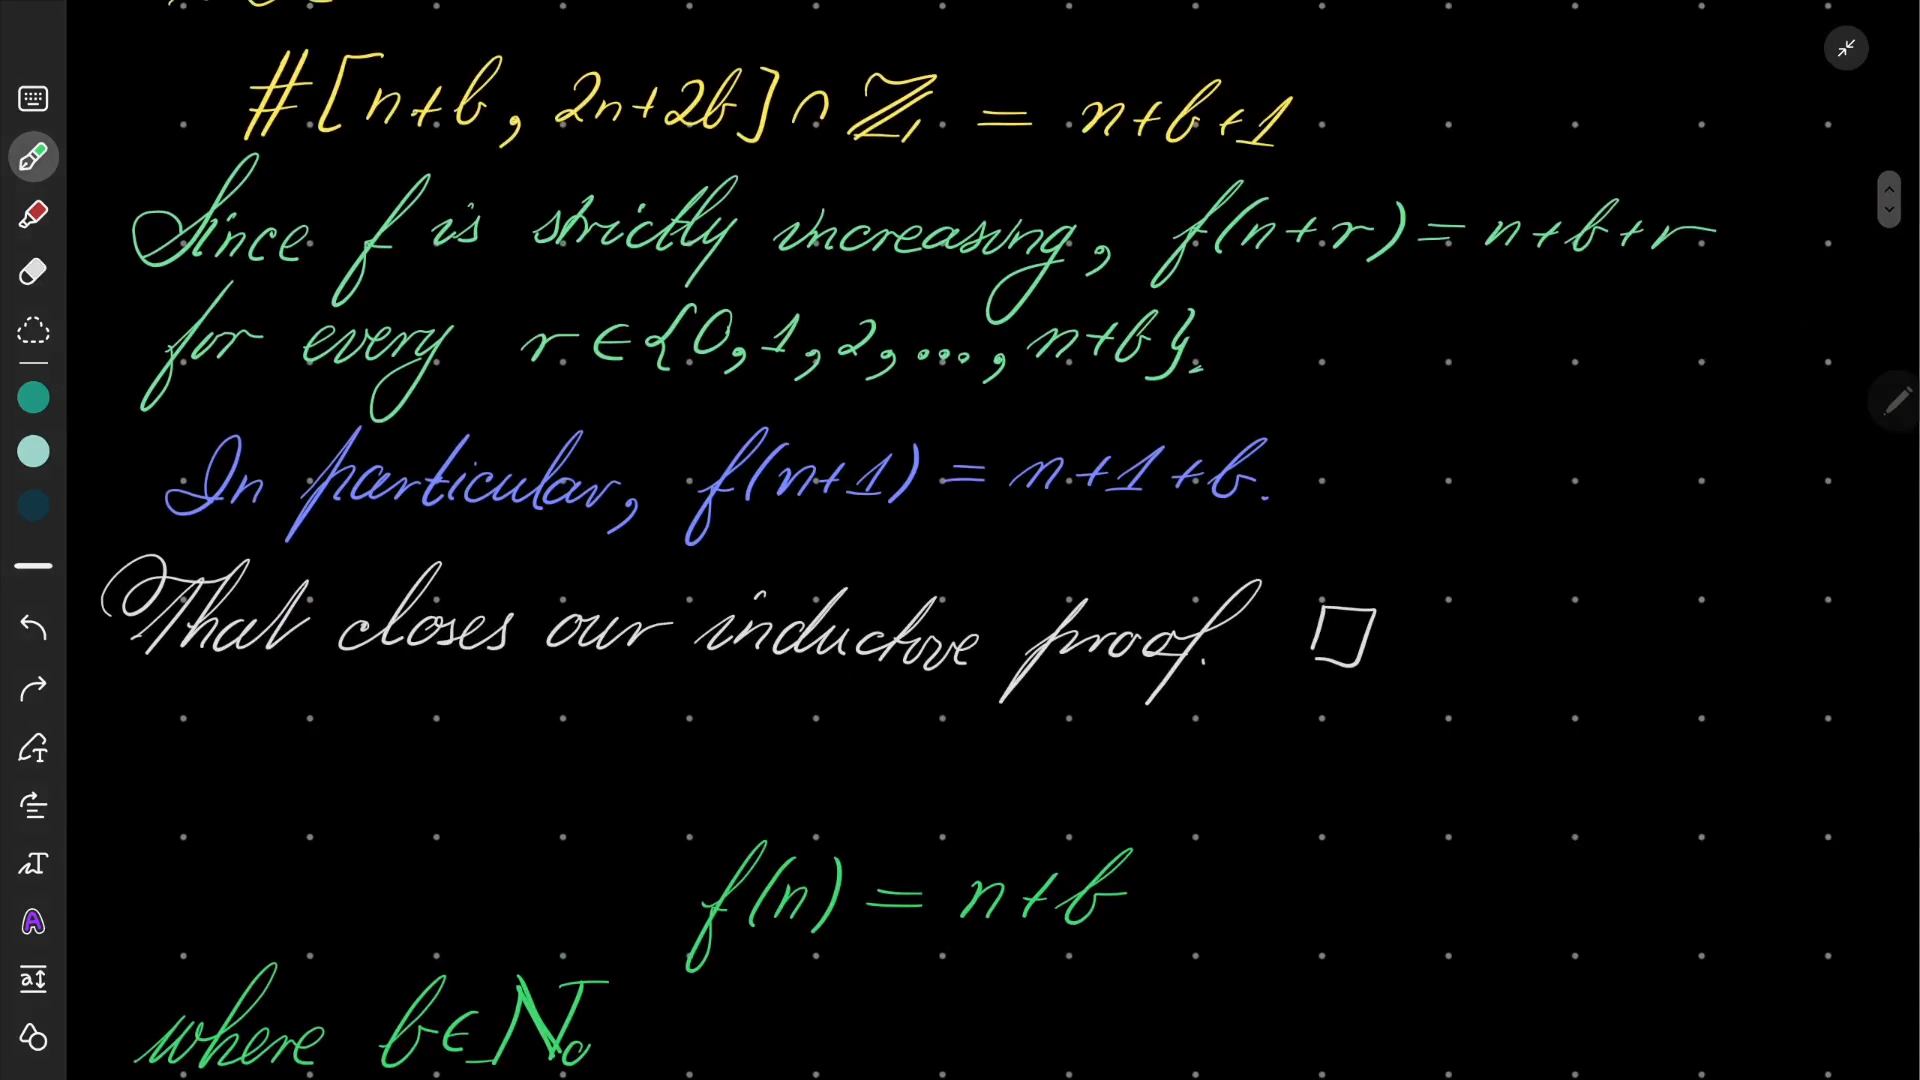 #[n+b, 2n+2b]∩ℤ = n+b+1
Since f is strictly increasing, f(n+r)=n+b+r
for every r∈{0,1,2,...,n+b}.
In particular, f(n+1)=n+1+b.
That closes our inductive proof. □
f(n)=n+b
where b∈ℕ₀